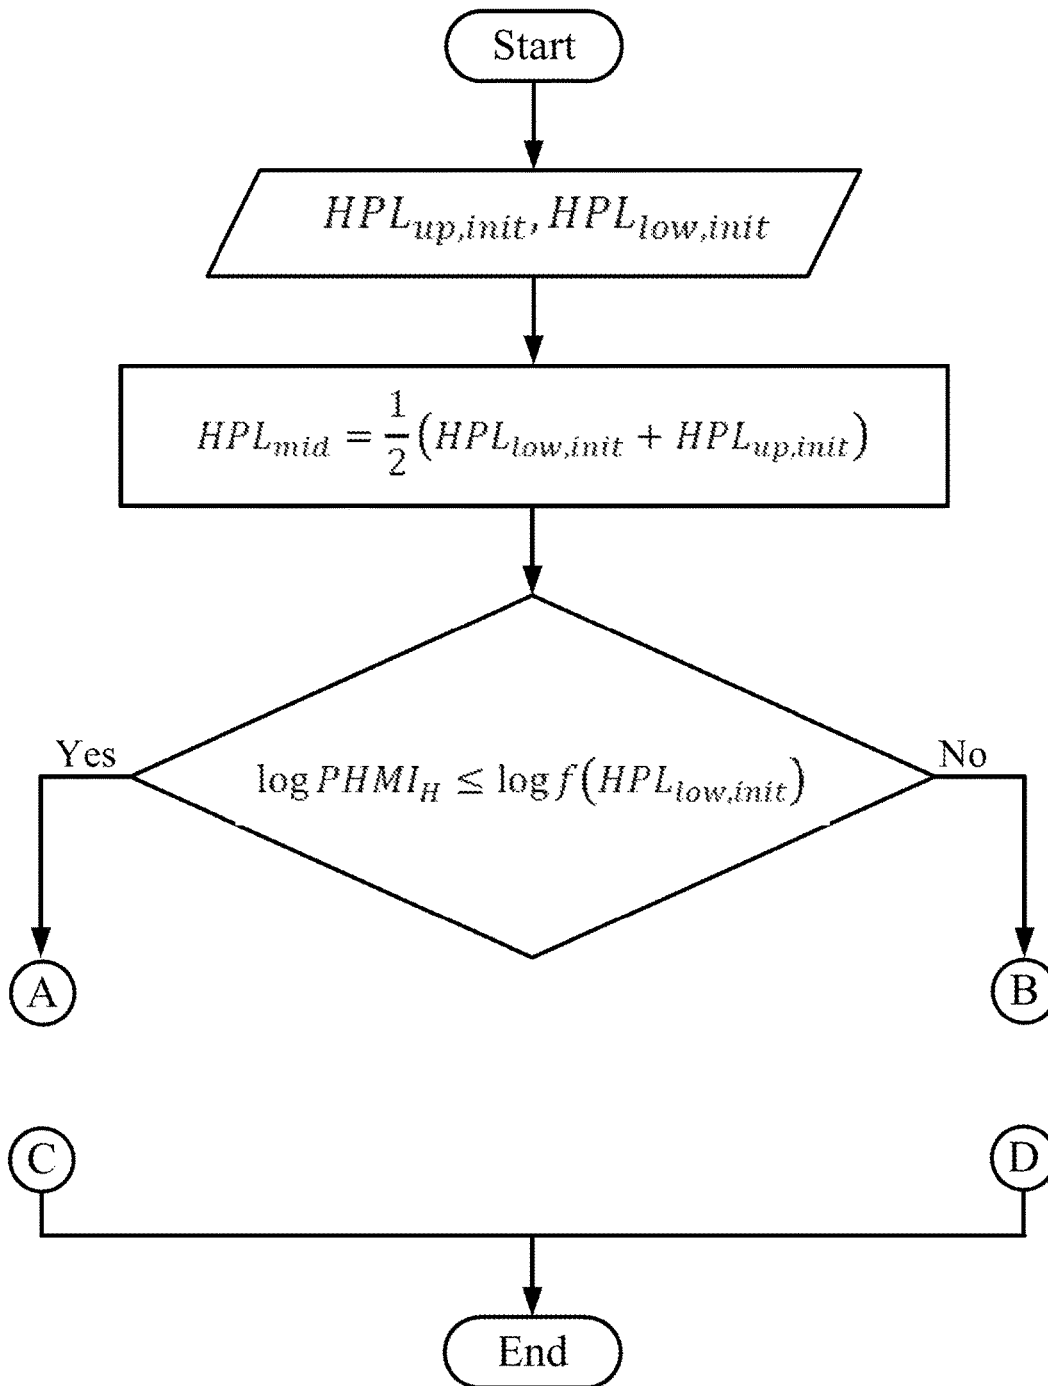 Start
HPL_{up,init}, HPL_{low,init}
HPL_{mid} = \frac{1}{2}(HPL_{low,init} + HPL_{up,init})
Yes
No
log PHMI_H ≤ log f(HPL_{low,init})
A
B
C
D
End